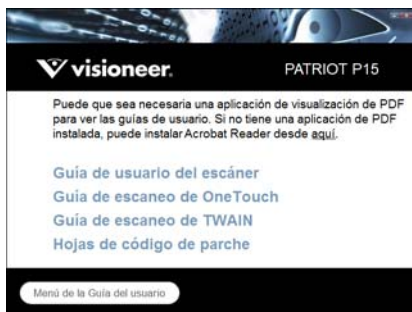 visioneer.
PATRIOT P15
Puede que sea necesaria una aplicación de visualización de PDF
para ver las guías de usuario. Si no tiene una aplicación de PDF
instalada, puede instalar Acrobat Reader desde aquí.
Guía de usuario del escáner
Guía de escaneo de OneTouch
Guía de escaneo de TWAIN
Hojas de código de parche
Menú de la Guía del usuario